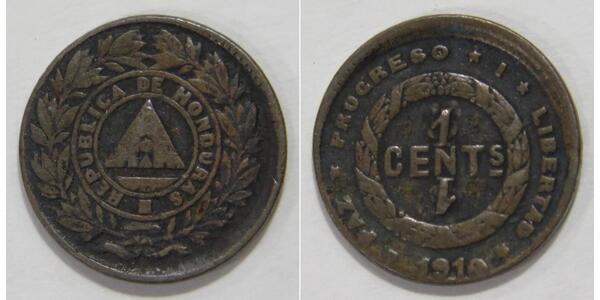 REPUBLICA DE HONDURAS
PAZ * PROGRESO * I * LIBERTAD *
1
CENTS
1
1910